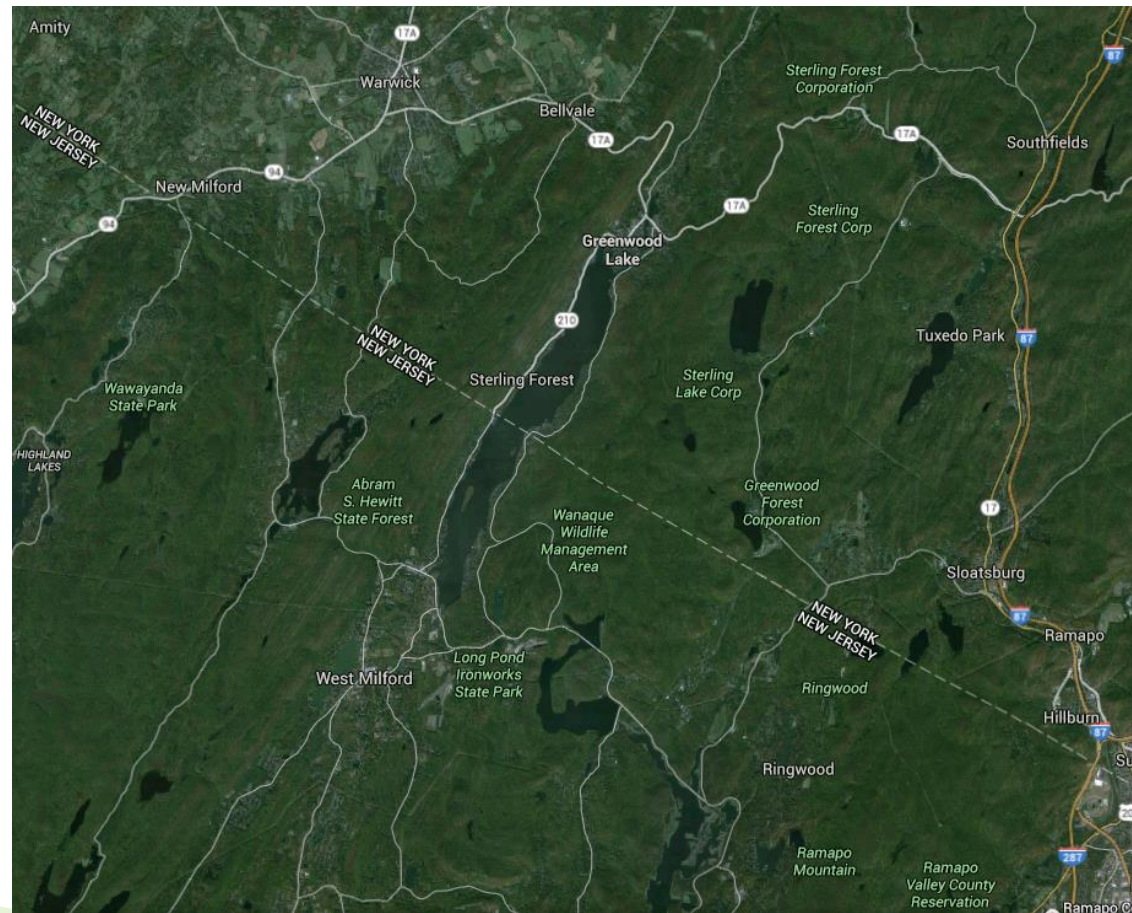 Amity
17A
87
Warwick
Sterling Forest
Corporation
Bellvale
17A
17A
Southfields
NEW YORK
NEW JERSEY
94
New Milford
94
17A
Sterling
Forest Corp
Greenwood
Lake
210
NEW YORK
NEW JERSEY
Tuxedo Park
87
Sterling Forest
Sterling
Lake Corp
Wawayanda
State Park
HIGHLAND
LAKES
Abram
S. Hewitt
State Forest
Greenwood
Forest
Corporation
Wanaque
Wildlife
Management
Area
17
Sloatsburg
87
NEW YORK
NEW JERSEY
Ramapo
Long Pond
Ironworks
State Park
West Milford
Ringwood
Hillburn
87
Su
Ringwood
20
Ramapo
Mountain
287
Ramapo
Valley County
Reservation
Ramapo C